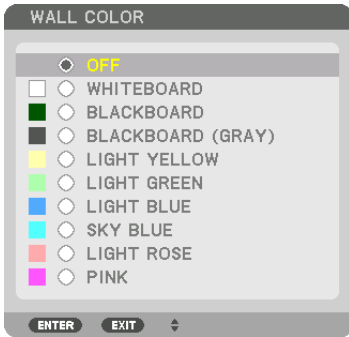 WALL COLOR
OFF
WHITEBOARD
BLACKBOARD
BLACKBOARD (GRAY)
LIGHT YELLOW
LIGHT GREEN
LIGHT BLUE
SKY BLUE
LIGHT ROSE
PINK
ENTER EXIT